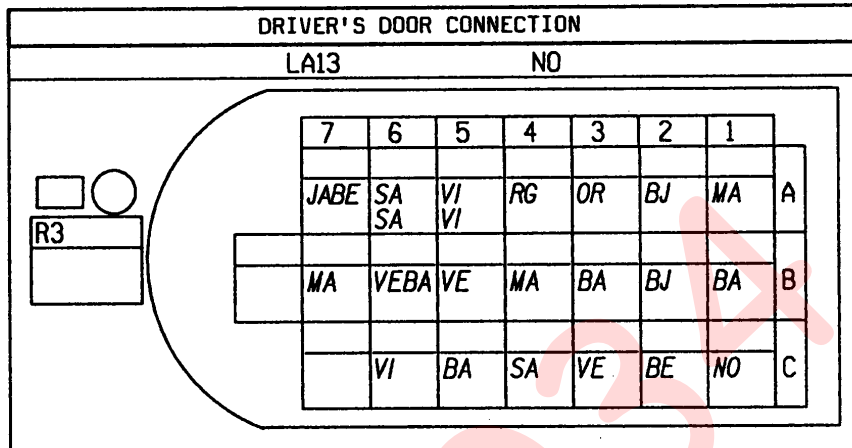 DRIVER'S DOOR CONNECTION
LA13 NO
7 6 5 4 3 2 1
JABE SA VI RG OR BJ MA A
SA VI
R3
MA VEBA VE MA BA BJ BA B
VI BA SA VE BE NO C